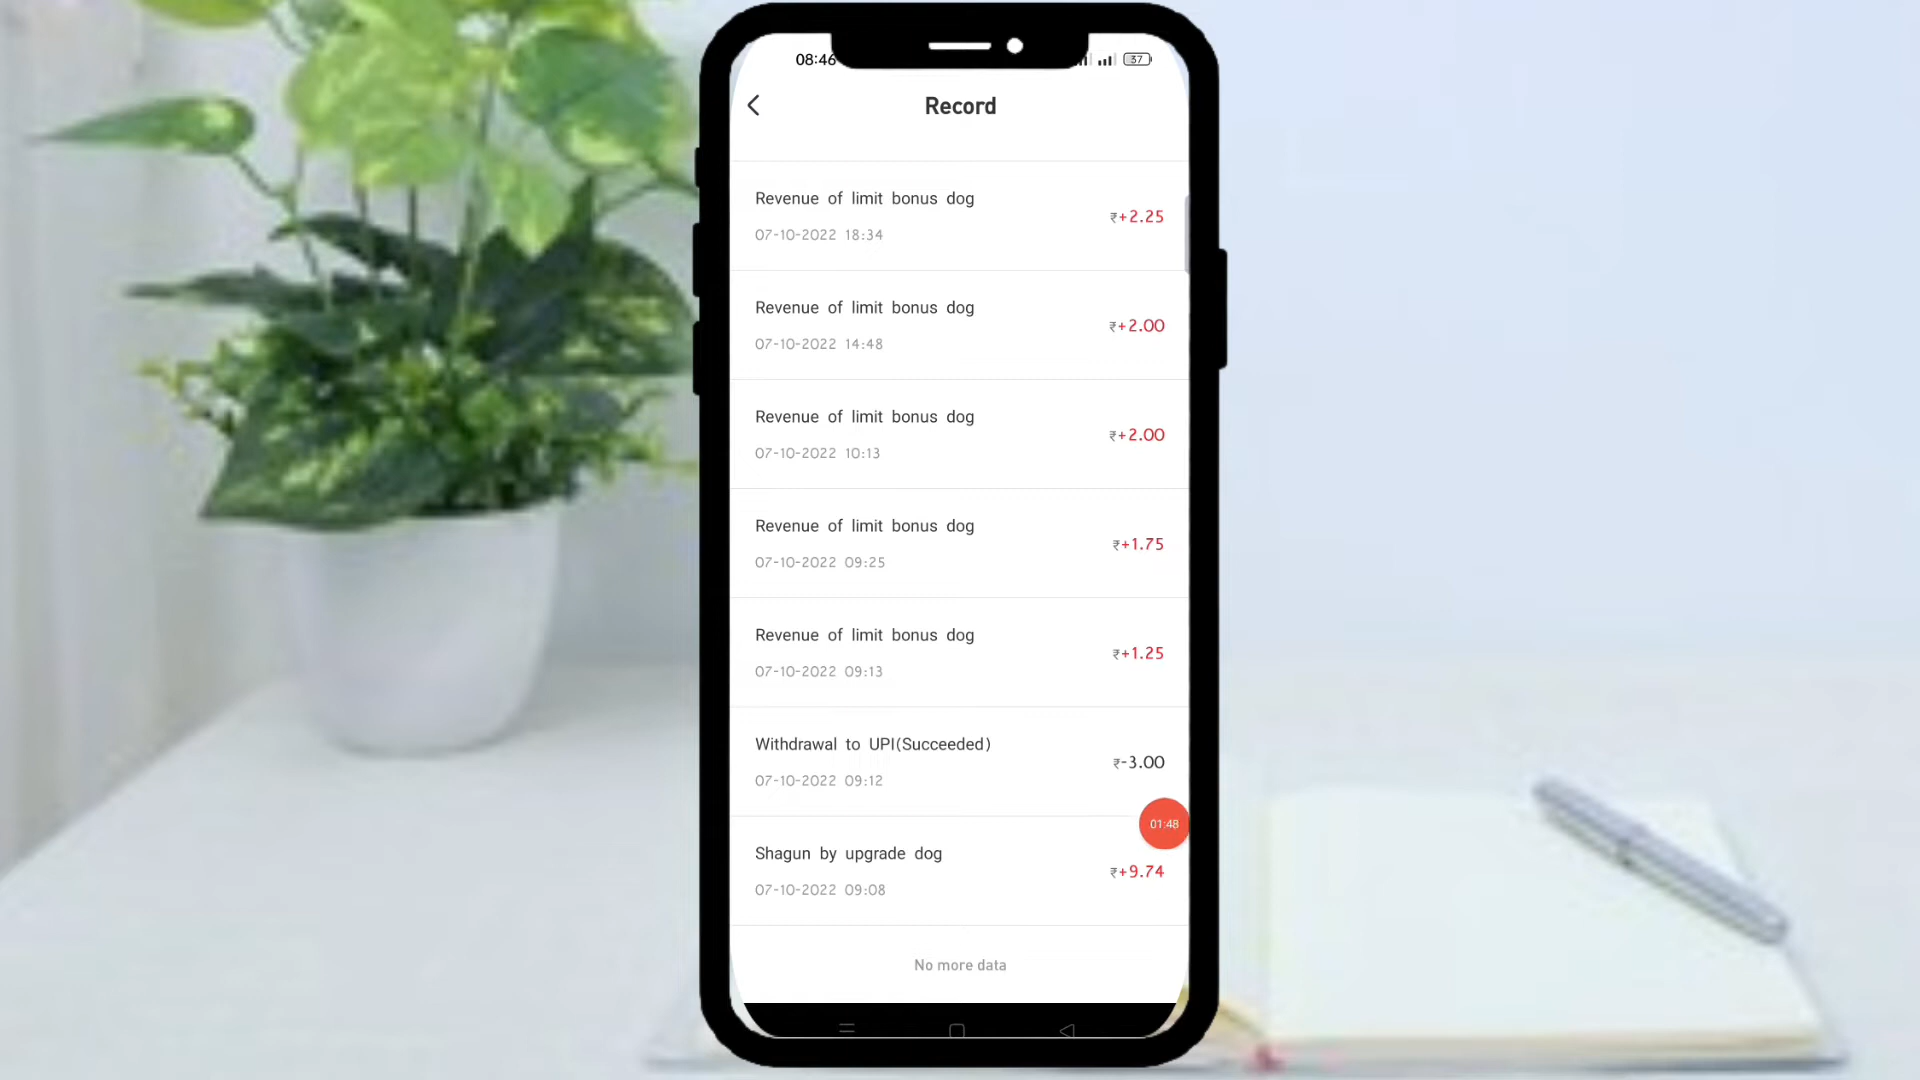 08:46
37
Record
Revenue of limit bonus dog
₹+2.25
07-10-2022 18:34
Revenue of limit bonus dog
₹+2.00
07-10-2022 14:48
Revenue of limit bonus dog
₹+2.00
07-10-2022 10:13
Revenue of limit bonus dog
₹+1.75
07-10-2022 09:25
Revenue of limit bonus dog
₹+1.25
07-10-2022 09:13
Withdrawal to UPI(Succeeded)
₹-3.00
07-10-2022 09:12
01:48
Shagun by upgrade dog
₹+9.74
07-10-2022 09:08
No more data